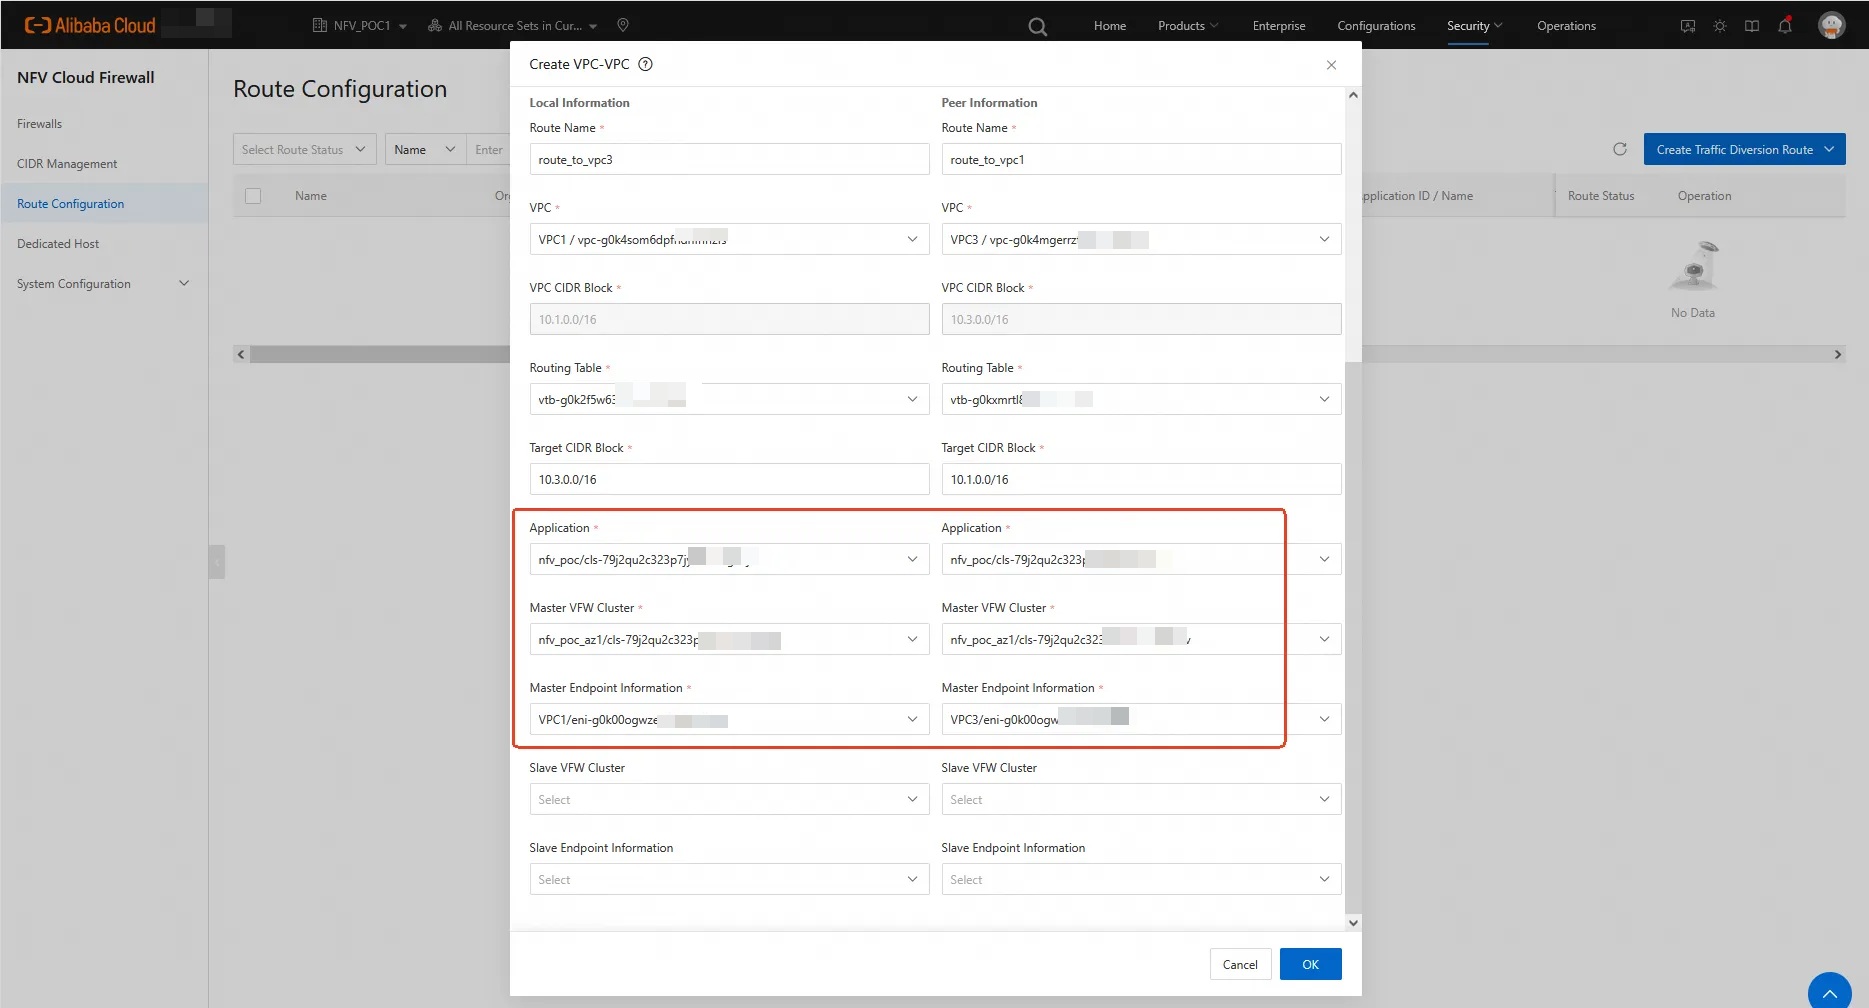 Alibaba Cloud
NFV_POC1
All Resource Sets in Cur...
Home
Products
Enterprise
Configurations
Security
Operations
NFV Cloud Firewall
Firewalls
CIDR Management
Route Configuration
Dedicated Host
System Configuration
Route Configuration
Select Route Status
Name
Enter
Create Traffic Diversion Route
Name
Or
pplication ID / Name
Route Status
Operation
No Data
Create VPC-VPC
Local Information
Peer Information
Route Name *
Route Name *
route_to_vpc3
route_to_vpc1
VPC *
VPC *
VPC1 / vpc-g0k4som6dpf
VPC3 / vpc-g0k4mgerrz
VPC CIDR Block *
VPC CIDR Block *
10.1.0.0/16
10.3.0.0/16
Routing Table *
Routing Table *
vtb-g0k2f5w63
vtb-g0kxmrtl8
Target CIDR Block *
Target CIDR Block *
10.3.0.0/16
10.1.0.0/16
Application *
Application *
nfv_poc/cls-79j2qu2c323p7j
nfv_poc/cls-79j2qu2c323p
Master VFW Cluster *
Master VFW Cluster *
nfv_poc_az1/cls-79j2qu2c323p
nfv_poc_az1/cls-79j2qu2c323
Master Endpoint Information *
Master Endpoint Information *
VPC1/eni-g0k00ogwze
VPC3/eni-g0k00ogw
Slave VFW Cluster
Slave VFW Cluster
Select
Select
Slave Endpoint Information
Slave Endpoint Information
Select
Select
Cancel
OK